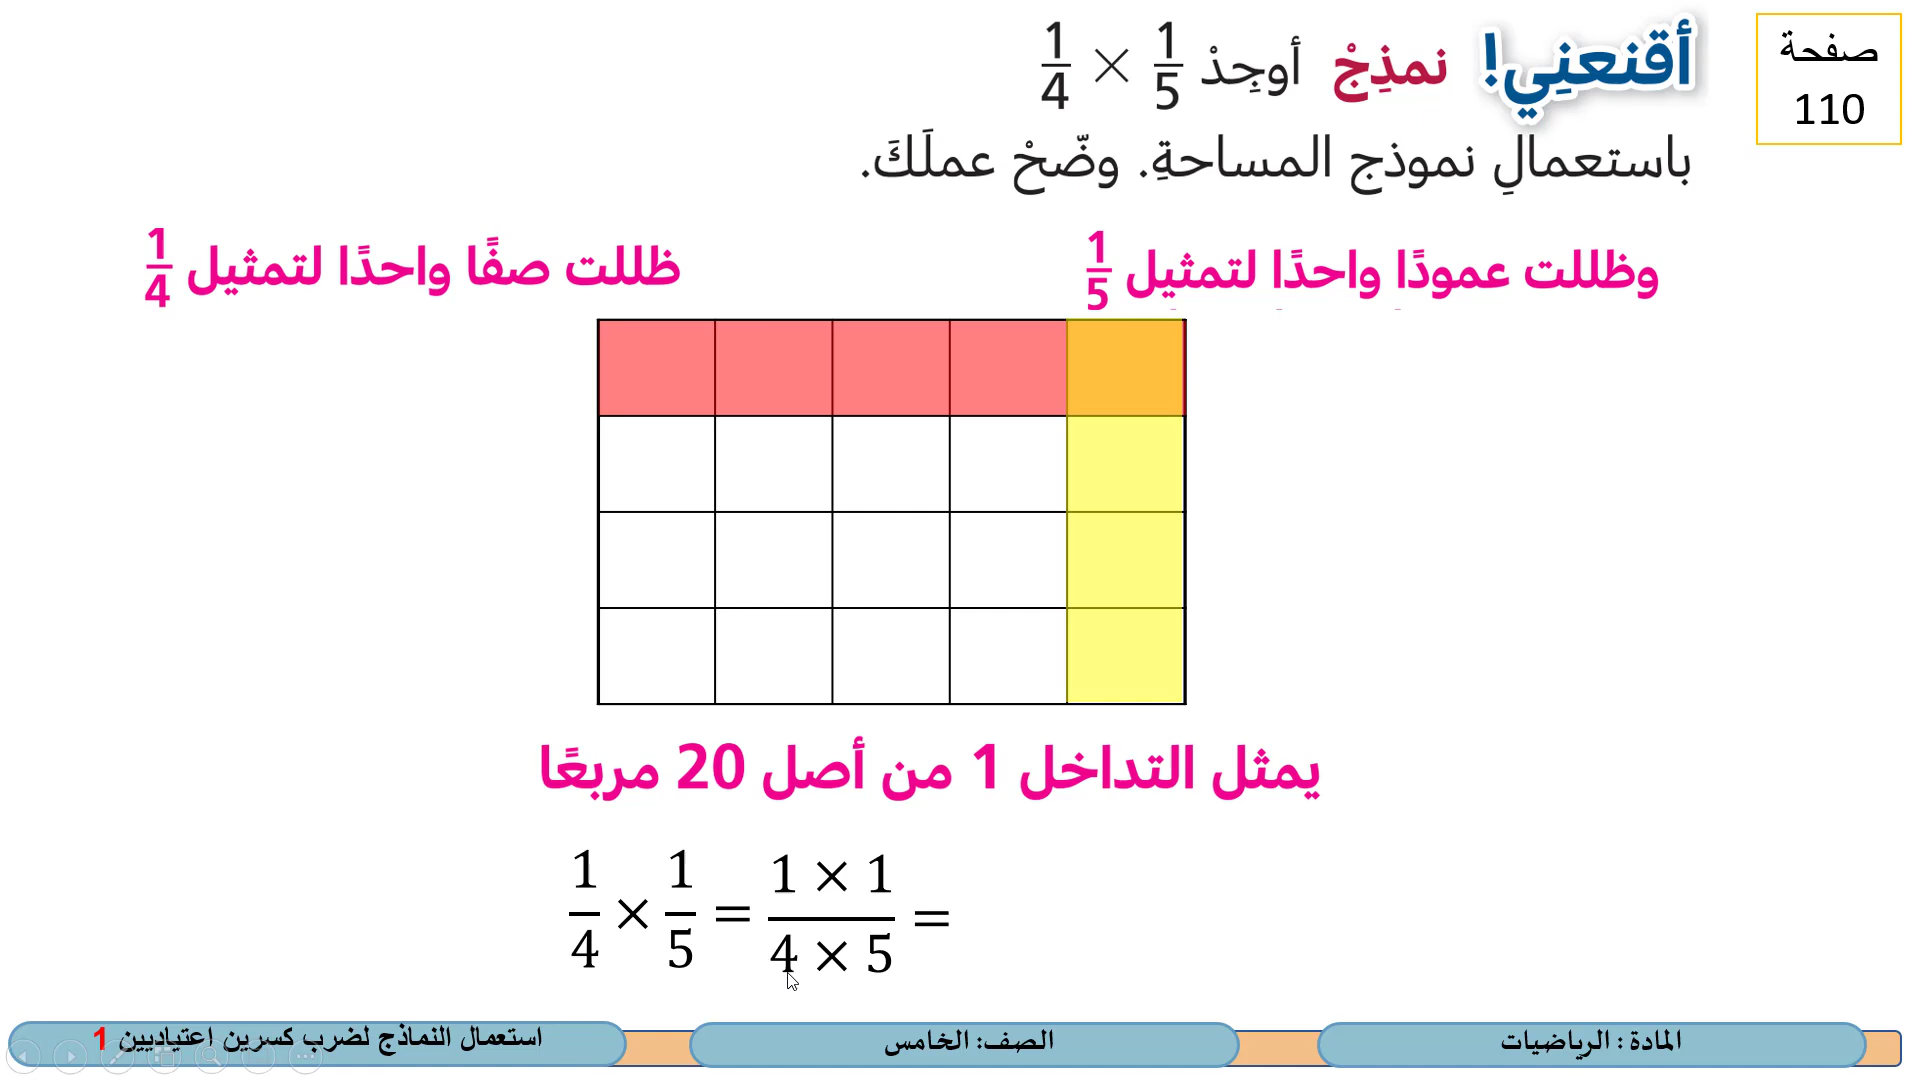 صفحة
110
أقنعنِي! نمذِجْ أوجِدْ 1/5 × 1/4
باستعمالِ نموذج المساحةِ. وضّحْ عملَكَ.
وظللت عمودًا واحدًا لتمثيل 1/5
ظللت صفًا واحدًا لتمثيل 1/4
يمثل التداخل 1 من أصل 20 مربعًا
1/4 × 1/5 = (1 × 1)/(4 × 5) =
المادة : الرياضيات
الصف: الخامس
استعمال النماذج لضرب كسرين اعتياديين 1